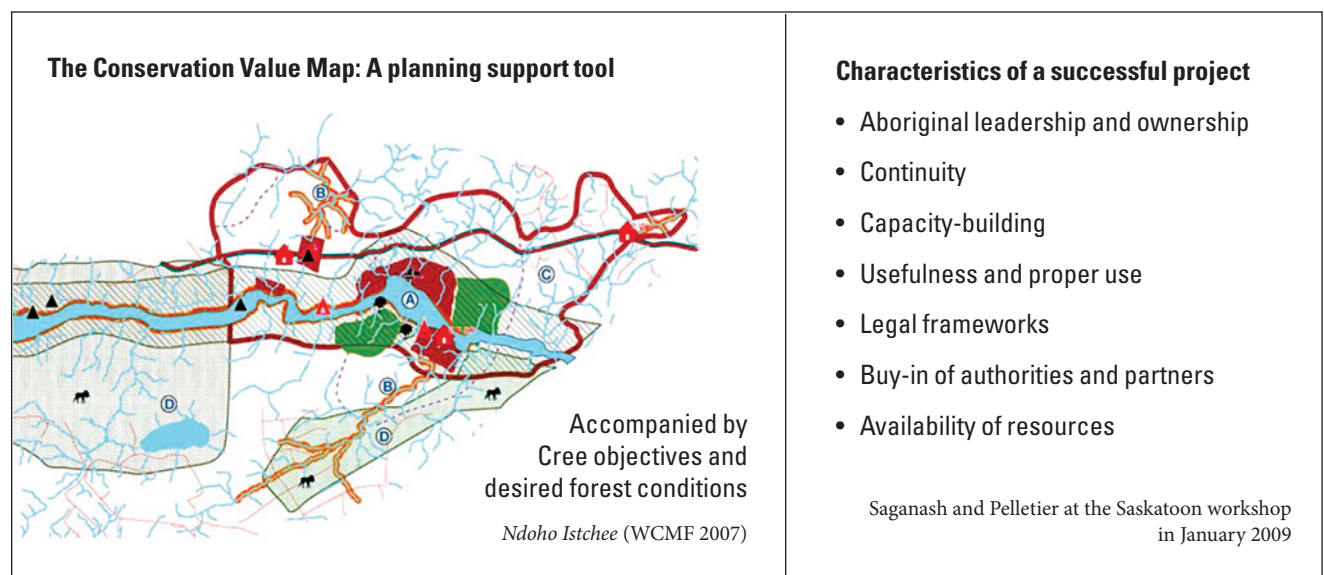 The Conservation Value Map: A planning support tool
B
C
A
B
D
D
Accompanied by
Cree objectives and
desired forest conditions
Ndoho Istchee (WCMF 2007)
Characteristics of a successful project
• Aboriginal leadership and ownership
• Continuity
• Capacity-building
• Usefulness and proper use
• Legal frameworks
• Buy-in of authorities and partners
• Availability of resources
Saganash and Pelletier at the Saskatoon workshop
in January 2009